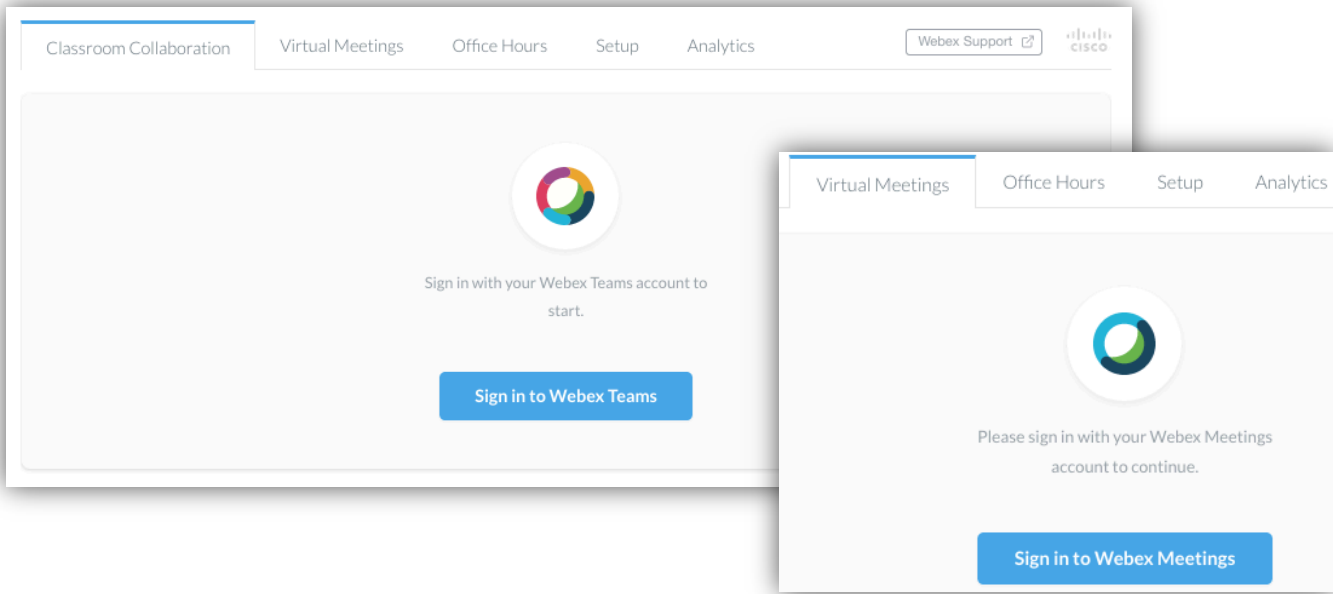 Classroom Collaboration Virtual Meetings Office Hours Setup Analytics Webex Support CISCO
Sign in with your Webex Teams account to
start.
Sign in to Webex Teams
Virtual Meetings Office Hours Setup Analytics
Please sign in with your Webex Meetings
account to continue.
Sign in to Webex Meetings